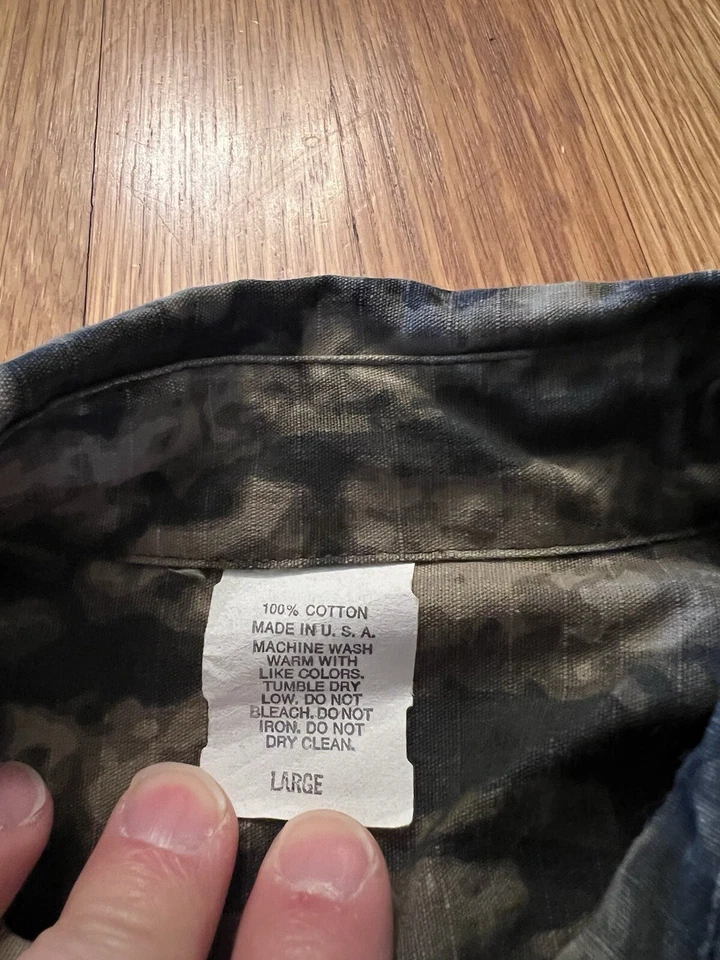 100% COTTON
MADE IN U. S. A.
MACHINE WASH
WARM WITH
LIKE COLORS.
TUMBLE DRY
LOW. DO NOT
BLEACH. DO NOT
IRON. DO NOT
DRY CLEAN.
LARGE